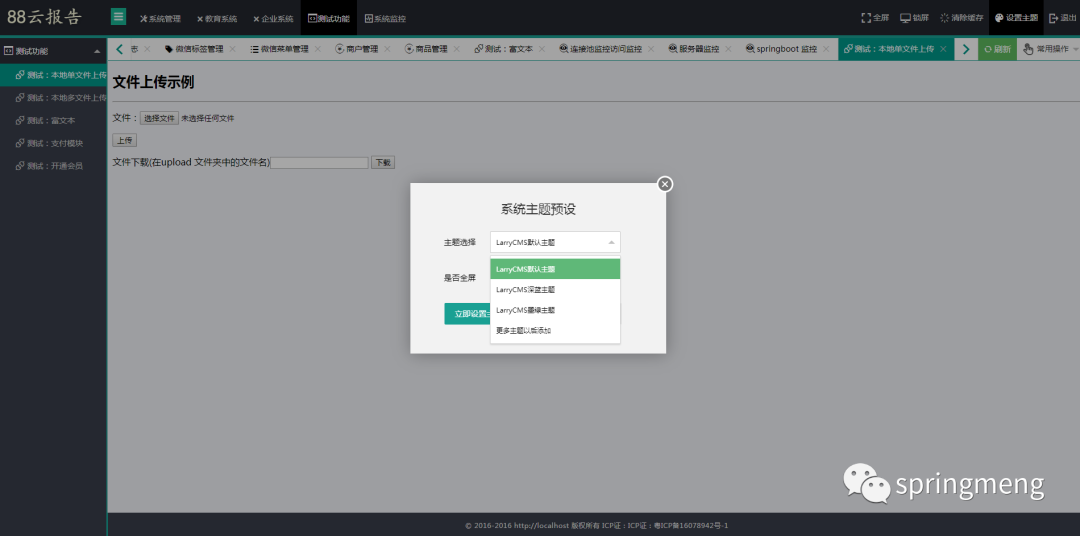 88云报告
系统管理 教育系统 企业系统 测试功能 系统监控 全屏 锁屏 清除缓存 设置主题 退出
测试功能
志 微信标签管理 微信菜单管理 商户管理 商品管理 测试：富文本 连接池监控访问监控 服务器监控 springboot 监控 测试：本地单文件上传 刷新 常用操作
测试：本地单文件上传
测试：本地多文件上传
测试：富文本
测试：支付模块
测试：开通会员
文件上传示例
文件：选择文件 未选择任何文件
上传
文件下载(在upload 文件夹中的文件名) 下载
系统主题预设
主题选择 LarryCMS默认主题
是否全屏
LarryCMS默认主题
LarryCMS深蓝主题
LarryCMS墨绿主题
更多主题以后添加
立即设置
springmeng
© 2016-2016 http://localhost 版权所有 ICP证：ICP证：粤ICP备16078942号-1